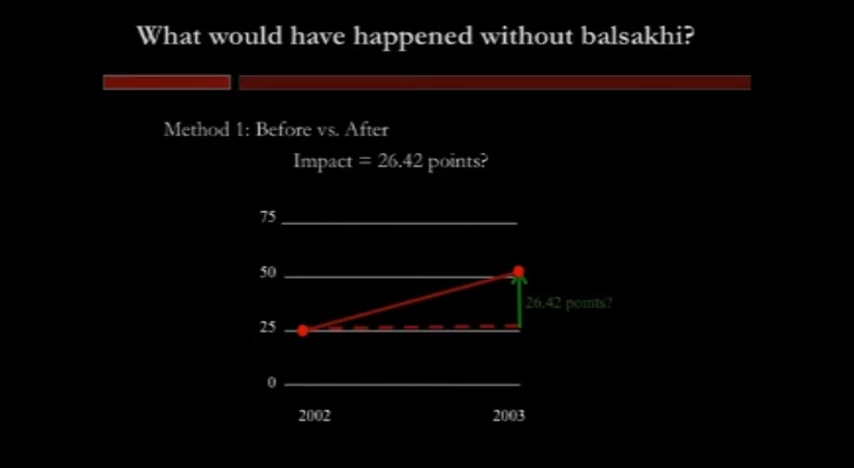 What would have happened without balsakhi?
Method 1: Before vs. After
Impact = 26.42 points?
75
50
26.42 points?
25
0
2002 2003